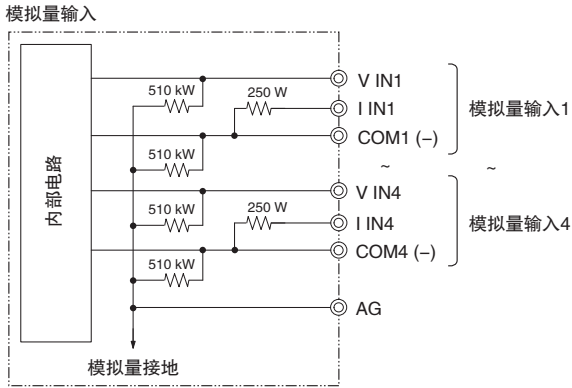 模拟量输入
510 kW
250 W
V IN1
I IN1
模拟量输入1
510 kW
COM1 (–)
~
~
内部电路
510 kW
250 W
V IN4
I IN4
模拟量输入4
510 kW
COM4 (–)
AG
模拟量接地